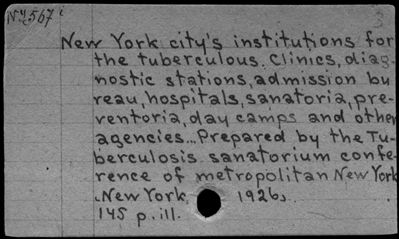 NYS67
New York city's institutions for
the tuberculous. Clinics, diag-
nostic stations, admission bu
reau, hospitals, sanatoria, pre-
ventoria, day camps and other
agencies... Prepared by the Tu-
berculosis sanatorium confe-
rence of metropolitan New York
New York, 1926.
145 p. ill.